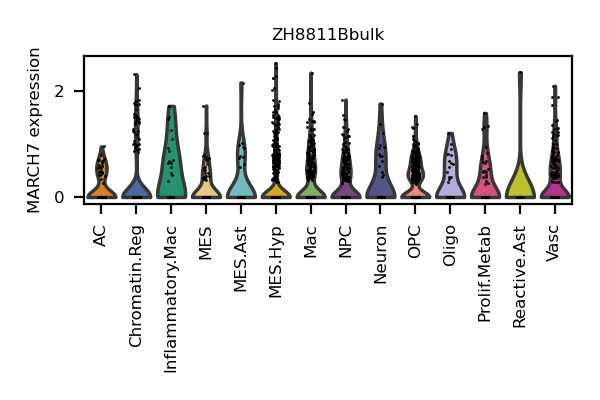 ZH8811Bbulk
MARCH7 expression
2
0
AC
Chromatin.Reg
Inflammatory.Mac
MES
MES.Ast
MES.Hyp
Mac
NPC
Neuron
OPC
Oligo
Prolif.Metab
Reactive.Ast
Vasc